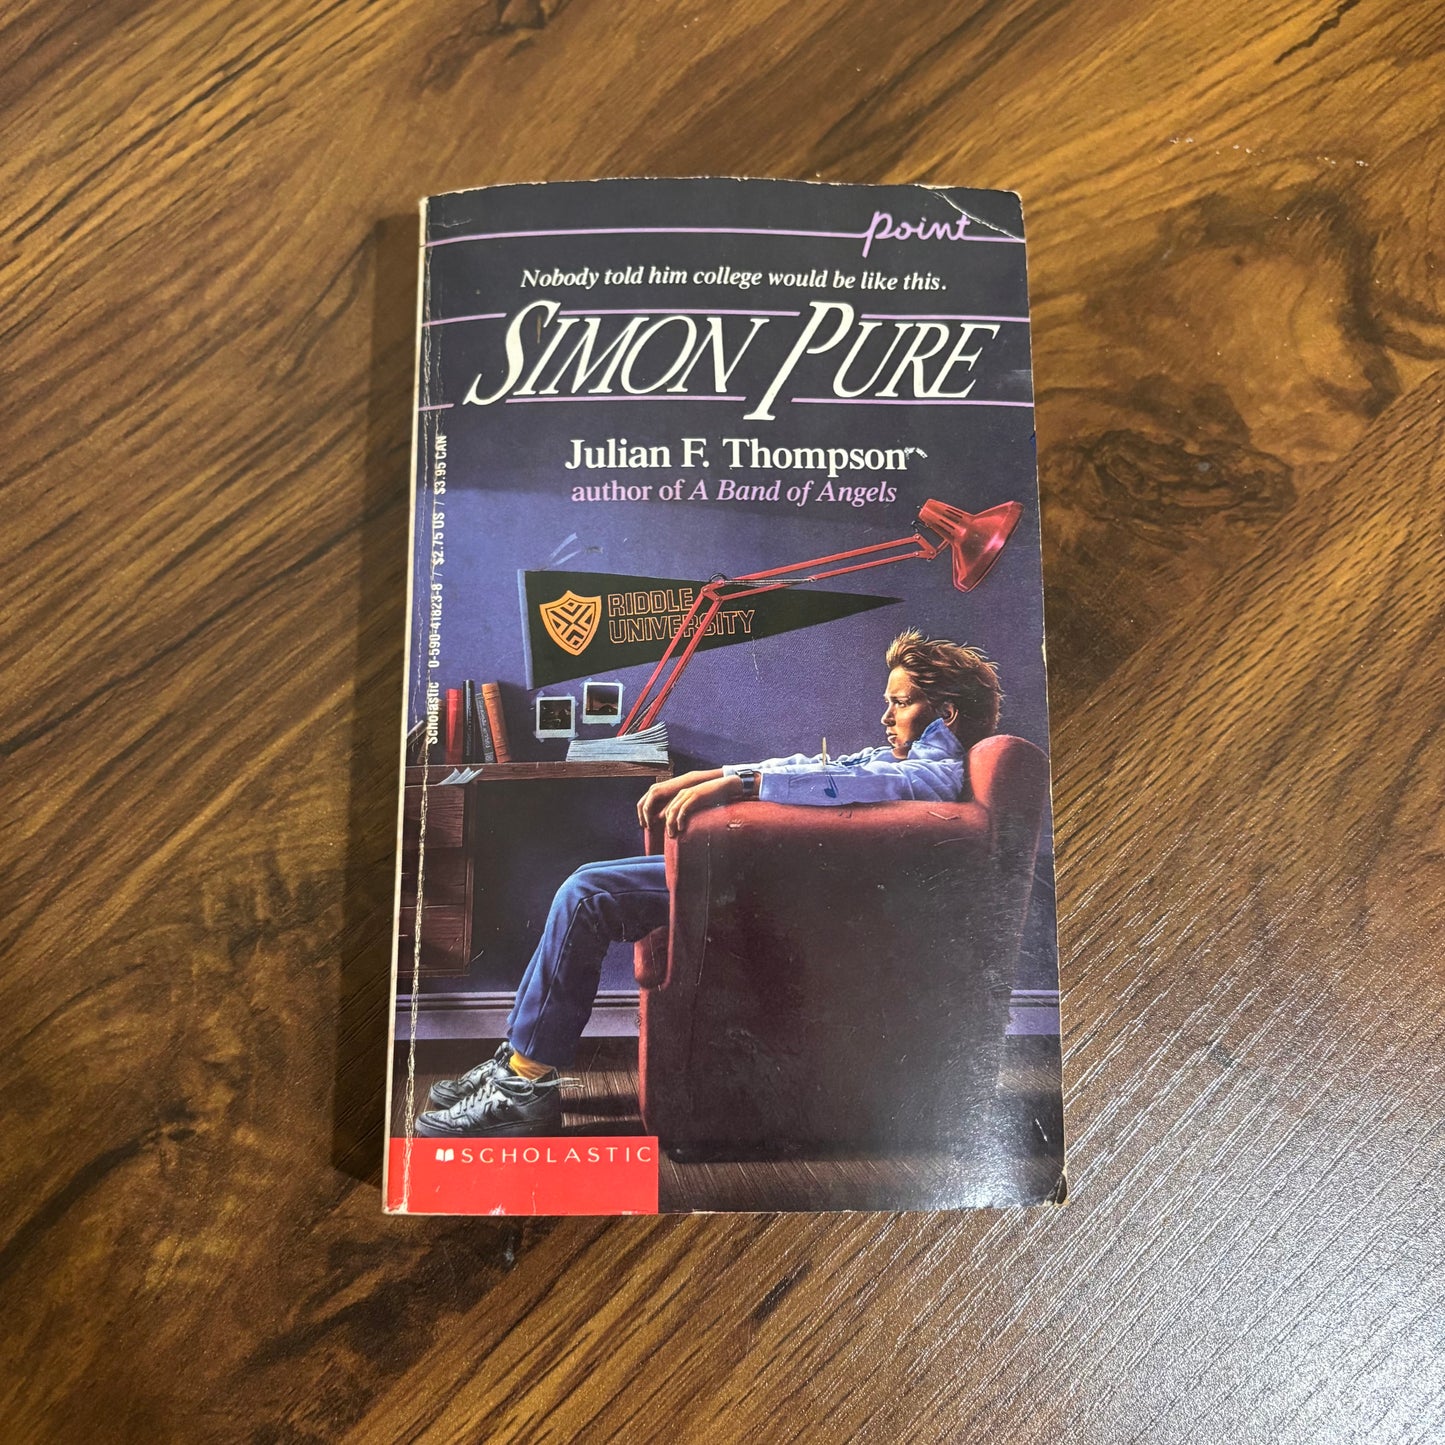 point
Nobody told him college would be like this.
SIMON PURE
Julian F. Thompson
author of A Band of Angels
RIDDLE
UNIVERSITY
Scholastic 0-590-41823-8 / $2.75 US / $3.95 CAN
SCHOLASTIC